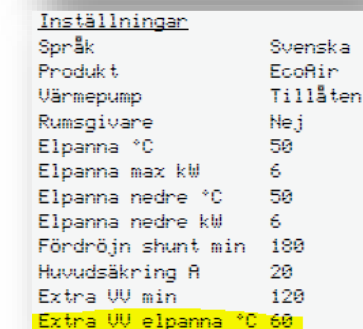 Inställningar
Språk Svenska
Produkt EcoAir
Värmepump Tillåten
Rumsgivare Nej
Elpanna °C 50
Elpanna max kW 6
Elpanna nedre °C 50
Elpanna nedre kW 6
Fördröjn shunt min 180
Huvudsäkring A 20
Extra VV min 120
Extra VV elpanna °C 60